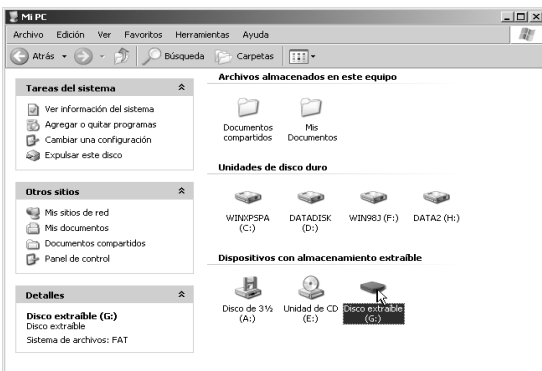 Mi PC
Archivo Edición Ver Favoritos Herramientas Ayuda
Atrás Búsqueda Carpetas
Tareas del sistema
Ver información del sistema
Agregar o quitar programas
Cambiar una configuración
Expulsar este disco
Otros sitios
Mis sitios de red
Mis documentos
Documentos compartidos
Panel de control
Detalles
Disco extraíble (G:)
Disco extraíble
Sistema de archivos: FAT
Archivos almacenados en este equipo
Documentos compartidos
Mis Documentos
Unidades de disco duro
WINXPSPA (C:)
DATADISK (D:)
WIN98J (F:)
DATA2 (H:)
Dispositivos con almacenamiento extraíble
Disco de 3½ (A:)
Unidad de CD (E:)
Disco extraíble (G:)